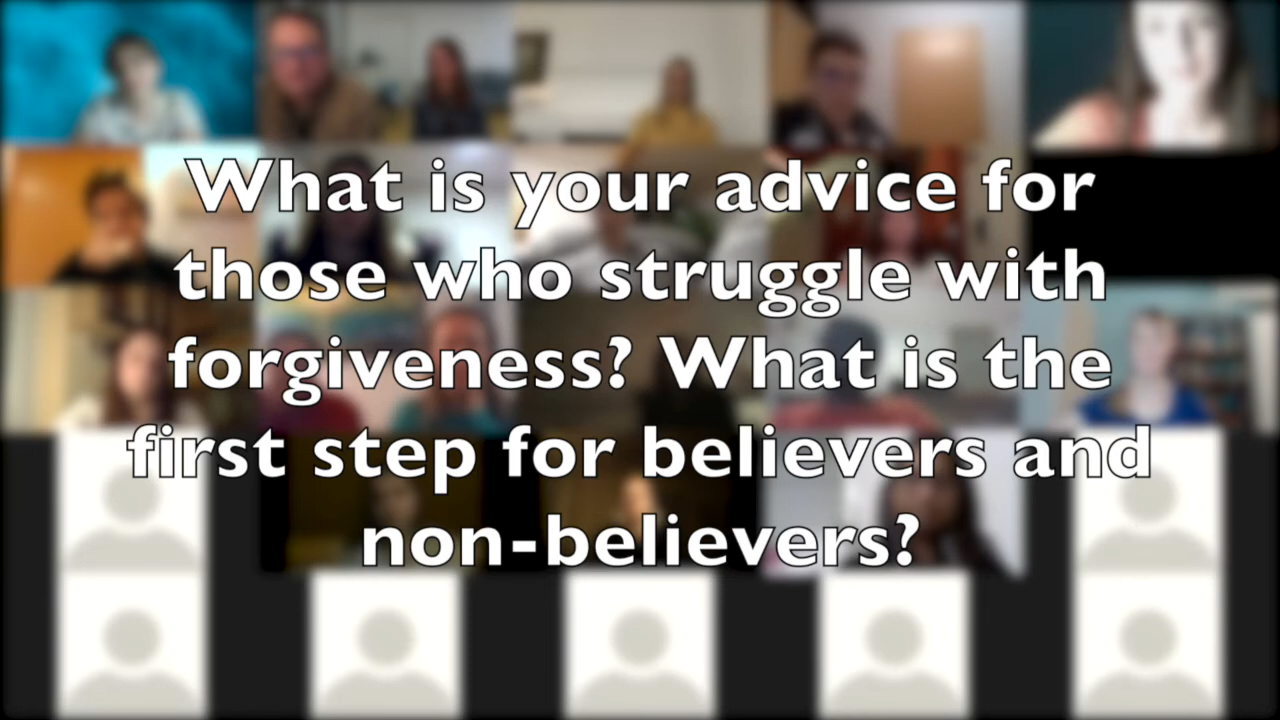 What is your advice for
those who struggle with
forgiveness? What is the
first step for believers and
non-believers?